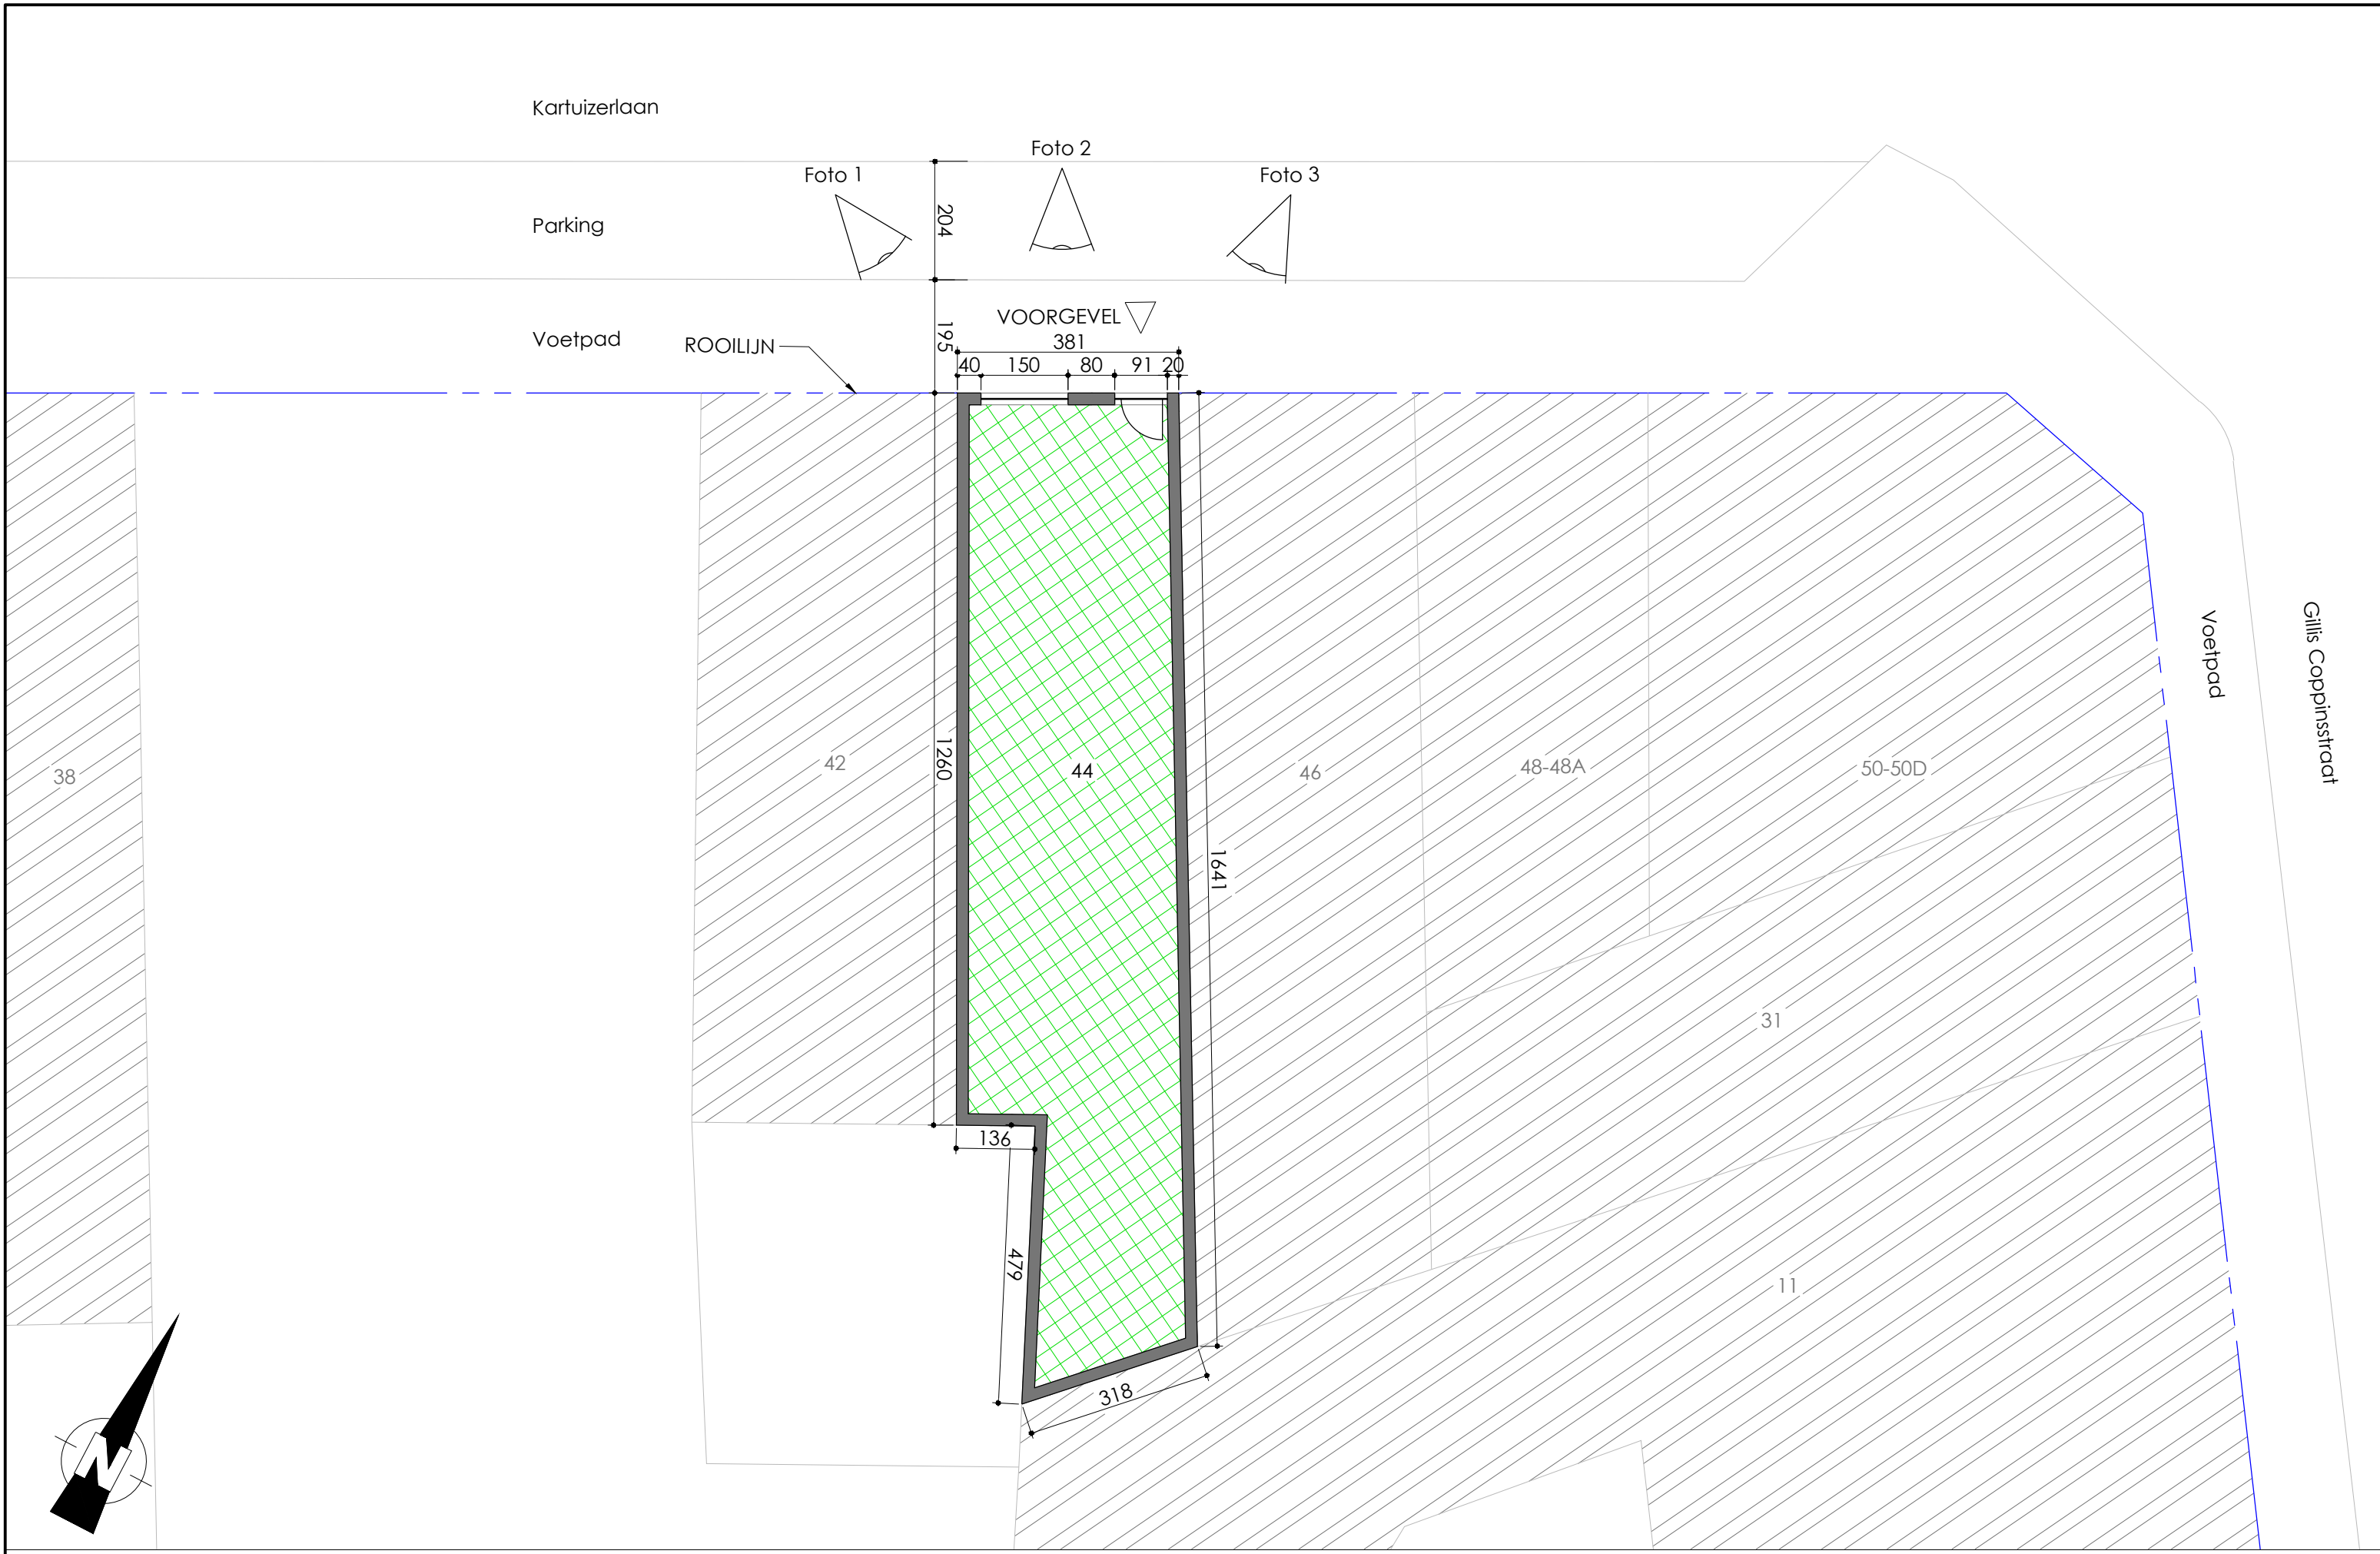 Kartuizerlaan
Foto 2
Foto 1
Foto 3
204
Parking
VOORGEVEL
195
Voetpad
ROOILIJN
381
40 150 80 91 20
Voetpad
Gillis Coppinsstraat
38
42
1260
44
46
48-48A
50-50D
1641
31
136
479
11
318
N